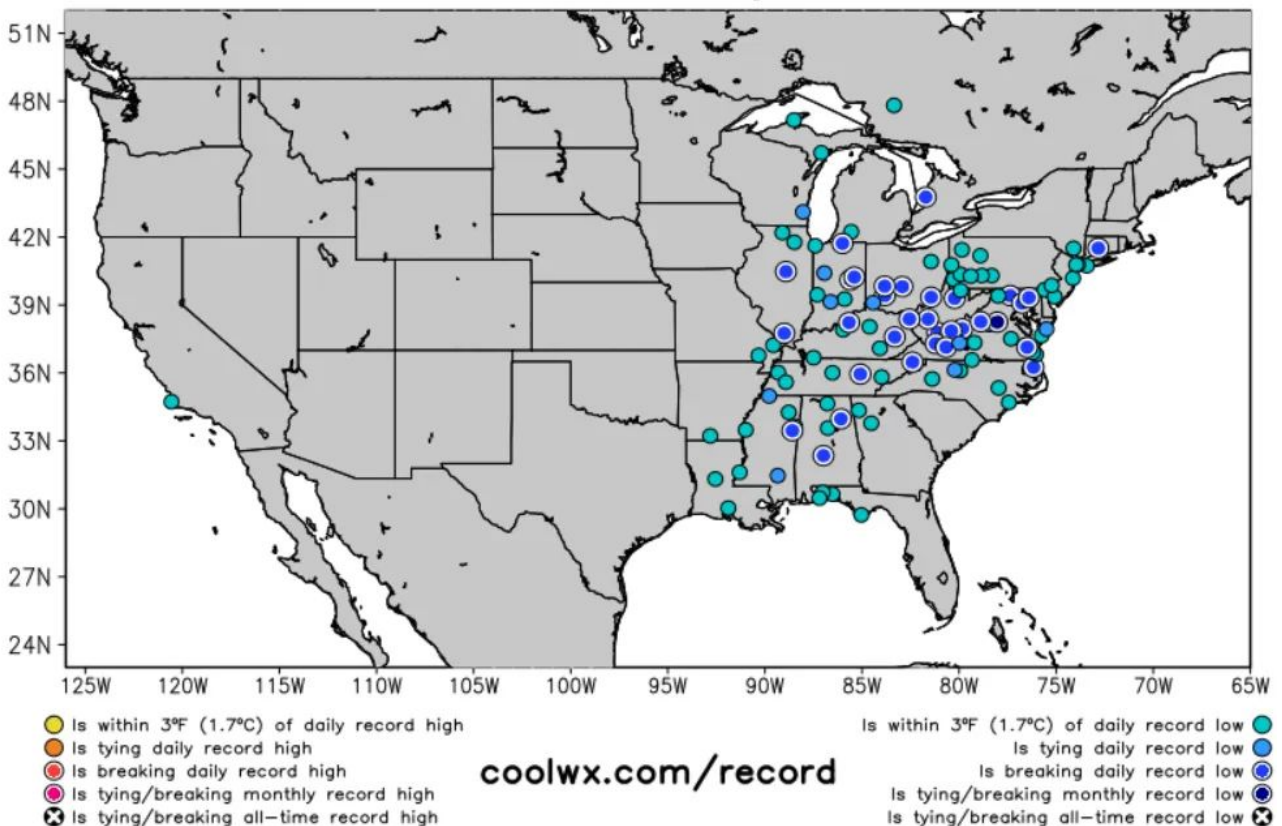 51N
48N
45N
42N
39N
36N
33N
30N
27N
24N
125W 120W 115W 110W 105W 100W 95W 90W 85W 80W 75W 70W 65W
Is within 3°F (1.7°C) of daily record high
Is tying daily record high
Is breaking daily record high
Is tying/breaking monthly record high
Is tying/breaking all-time record high
coolwx.com/record
Is within 3°F (1.7°C) of daily record low
Is tying daily record low
Is breaking daily record low
Is tying/breaking monthly record low
Is tying/breaking all-time record low